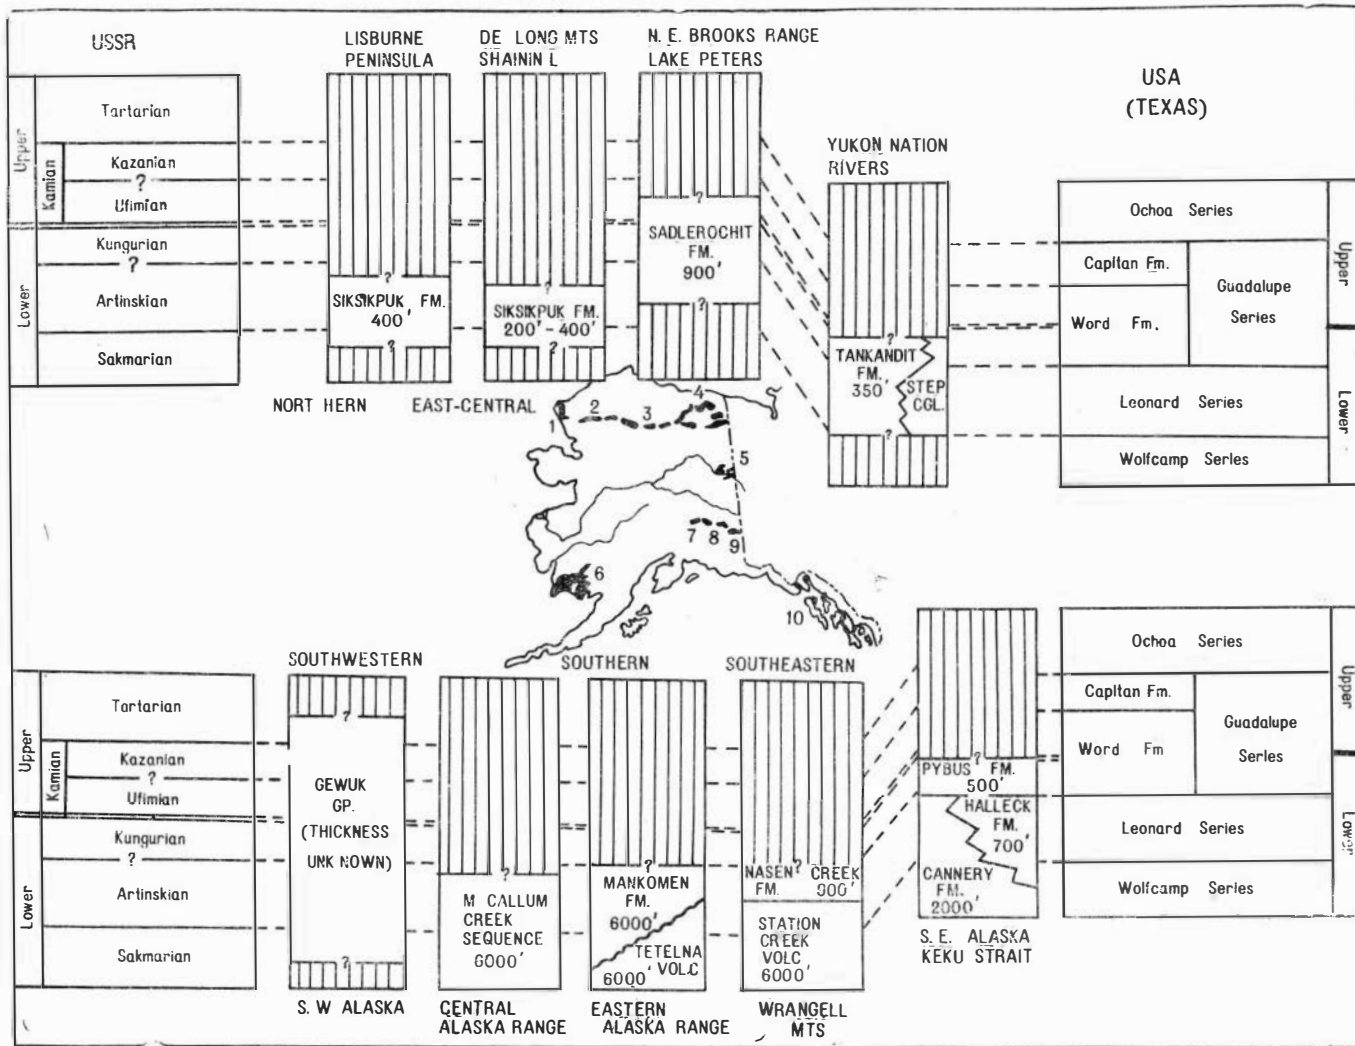 USSR
LISBURNE
PENINSULA
DE LONG MTS
SHAININ L
N. E. BROOKS RANGE
LAKE PETERS
USA
(TEXAS)
YUKON NATION
RIVERS
Upper
Lower
Kamian
Tartarian
Kazanian
?
Ufimian
Kungurian
?
Artinskian
Sakmarian
?
SIKSIKPUK FM.
400'
?
?
SIKSIKPUK FM.
200' - 400'
?
?
SADLEROCHIT
FM.
900'
?
?
TANKANDIT
FM.
350'
STEP
CGL.
?
Ochoa Series
Capitan Fm.
Word Fm.
Guadalupe
Series
Leonard Series
Wolfcamp Series
Upper
Lower
NORT HERN
EAST-CENTRAL
1
2
3
4
5
6
7
8
9
10
SOUTHWESTERN
SOUTHERN
SOUTHEASTERN
Upper
Lower
Kamian
Tartarian
Kazanian
?
Ufimian
Kungurian
?
Artinskian
Sakmarian
?
GEWUK
GP.
(THICKNESS
UNK NOWN)
?
S. W ALASKA
?
M CALLUM
CREEK
SEQUENCE
6000'
CENTRAL
ALASKA RANGE
?
MANKOMEN
FM.
6000'
TETELNA
VOLC
6000'
EASTERN
ALASKA RANGE
?
NASEN CREEK
FM. 900'
STATION
CREEK
VOLC
6000'
WRANGELL
MTS
?
PYBUS FM.
500'
HALLECK
FM.
700'
CANNERY
FM.
2000'
S. E. ALASKA
KEKU STRAIT
Ochoa Series
Capitan Fm.
Word Fm
Guadalupe
Series
Leonard Series
Wolfcamp Series
Upper
Lower